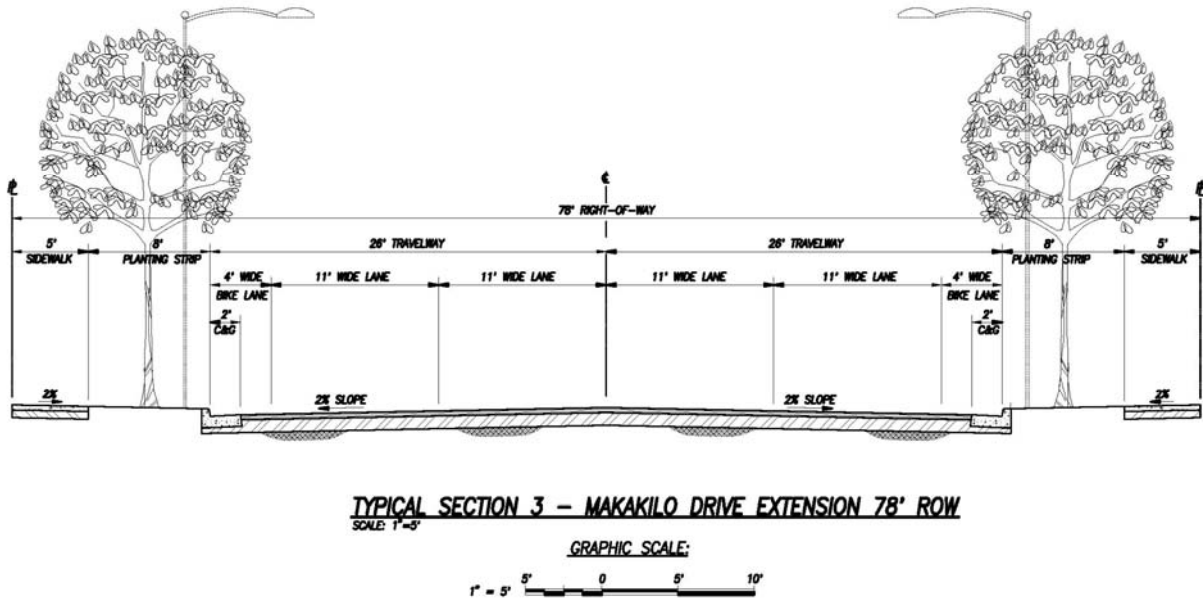 ℄
℄ ℄
78' RIGHT-OF-WAY
5' 8' 26' TRAVELWAY 26' TRAVELWAY 8' 5'
SIDEWALK PLANTING STRIP PLANTING STRIP SIDEWALK
4' WIDE 11' WIDE LANE 11' WIDE LANE 11' WIDE LANE 11' WIDE LANE 4' WIDE
BIKE LANE BIKE LANE
2' 2'
C&G C&G
2% 2% SLOPE 2% SLOPE 2%
TYPICAL SECTION 3 – MAKAKILO DRIVE EXTENSION 78' ROW
SCALE: 1"=5'
GRAPHIC SCALE:
1" = 5' 5' 0 5' 10'